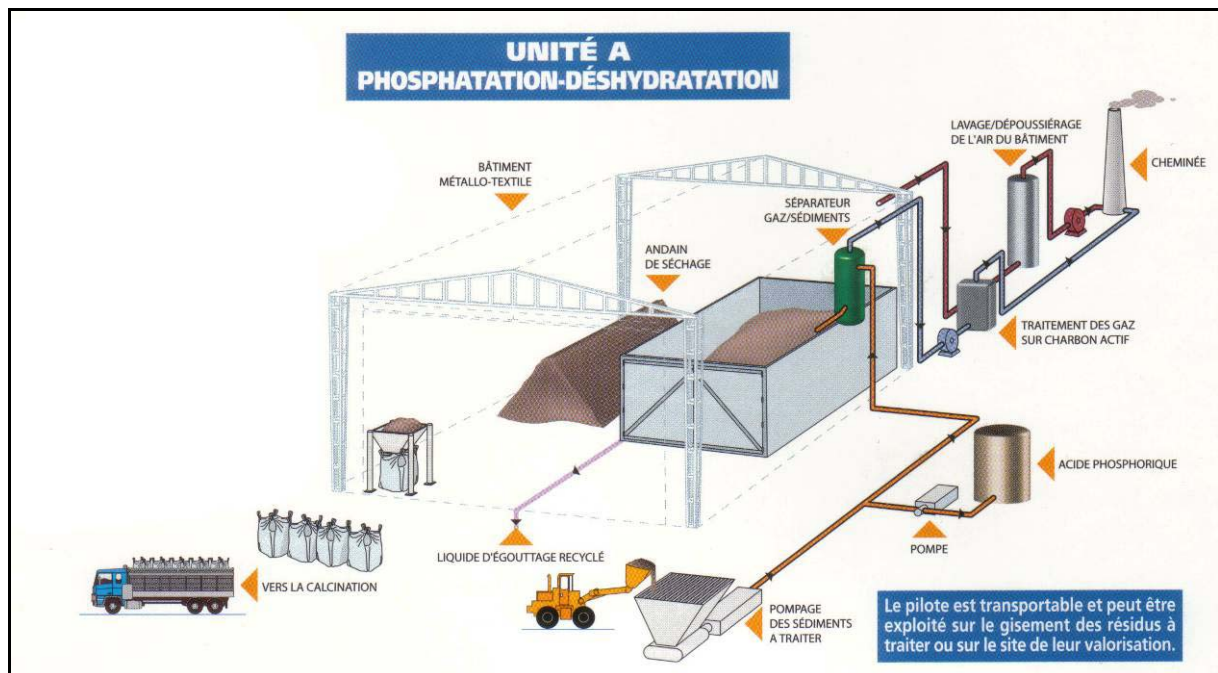 UNITÉ A
PHOSPHATATION-DÉSHYDRATATION
BÂTIMENT
MÉTALLO-TEXTILE
LAVAGE/DÉPOUSSIÉRAGE
DE L'AIR DU BÂTIMENT
CHEMINÉE
SÉPARATEUR
GAZ/SÉDIMENTS
ANDAIN
DE SÉCHAGE
TRAITEMENT DES GAZ
SUR CHARBON ACTIF
ACIDE PHOSPHORIQUE
POMPE
LIQUIDE D'ÉGOUTTAGE RECYCLÉ
VERS LA CALCINATION
POMPAGE
DES SÉDIMENTS
A TRAITER
Le pilote est transportable et peut être
exploité sur le gisement des résidus à
traiter ou sur le site de leur valorisation.